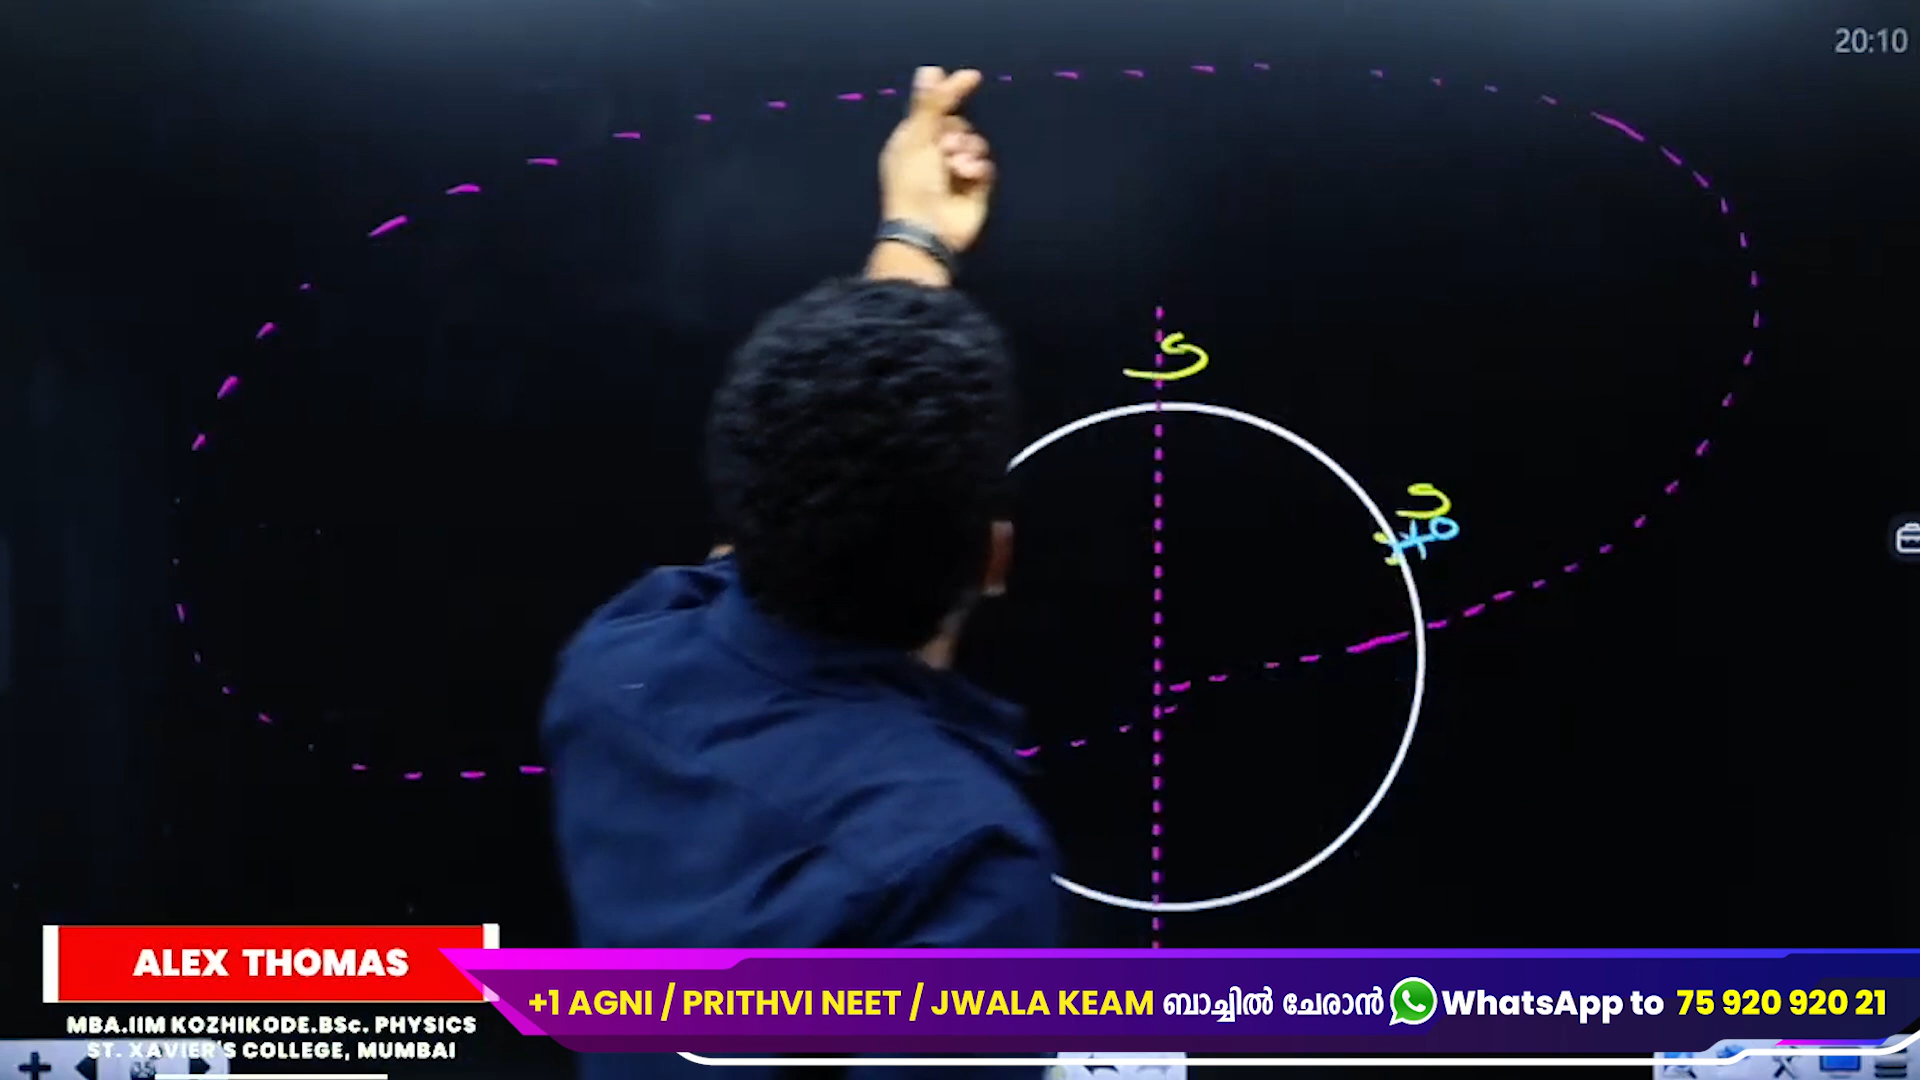 20:10
ALEX THOMAS
MBA.IIM KOZHIKODE.BSc. PHYSICS
ST. XAVIER'S COLLEGE, MUMBAI
+1 AGNI / PRITHVI NEET / JWALA KEAM ബാച്ചിൽ ചേരാൻ WhatsApp to 75 920 920 21